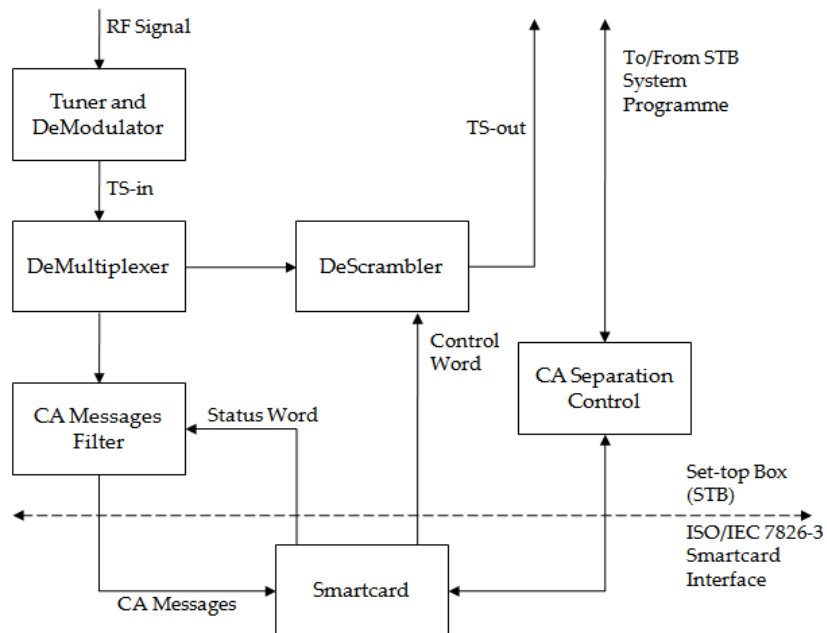 RF Signal
Tuner and
DeModulator
TS-in
DeMultiplexer
DeScrambler
TS-out
To/From STB
System
Programme
Control
Word
CA Separation
Control
CA Messages
Filter
Status Word
Set-top Box
(STB)
ISO/IEC 7826-3
Smartcard
Interface
CA Messages
Smartcard